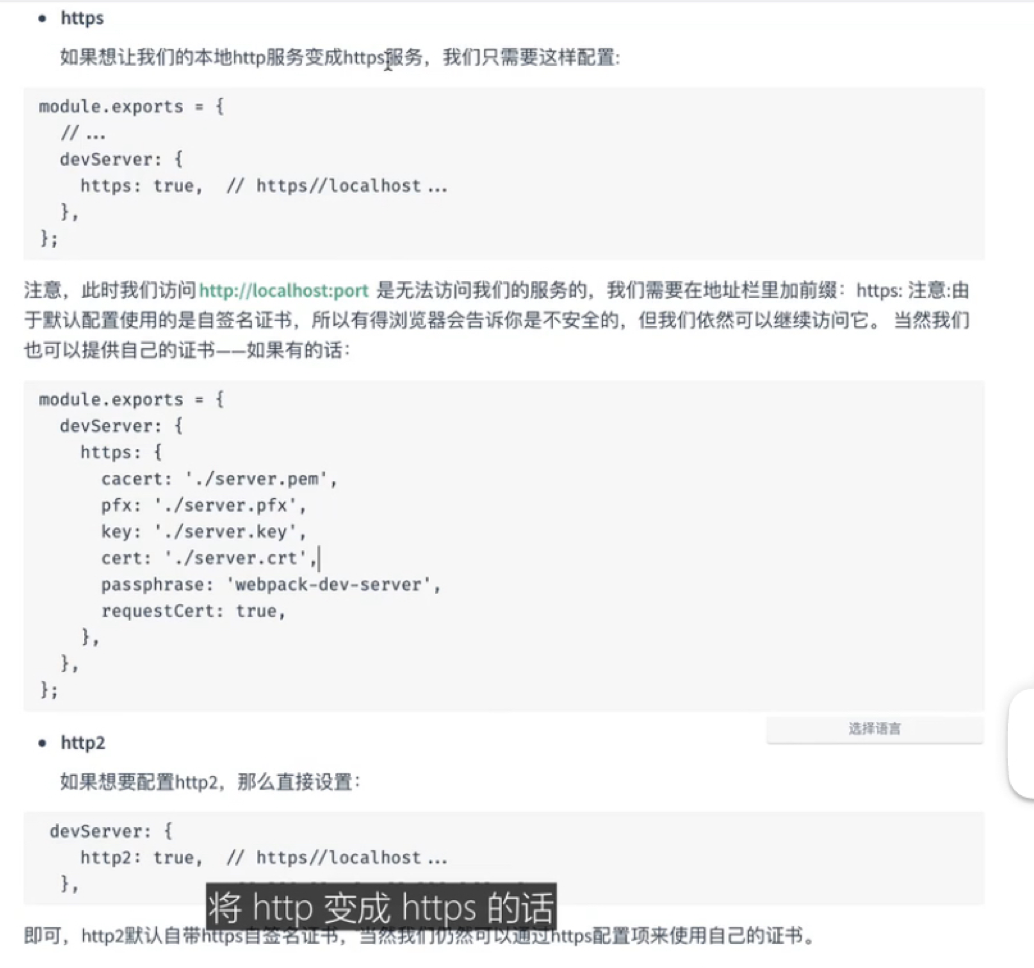 • https
如果想让我们的本地http服务变成https服务，我们只需要这样配置:
module.exports = {
  // ...
  devServer: {
    https: true,  // https//localhost ...
  },
};
注意，此时我们访问http://localhost:port 是无法访问我们的服务的，我们需要在地址栏里加前缀：https: 注意:由
于默认配置使用的是自签名证书，所以有得浏览器会告诉你是不安全的，但我们依然可以继续访问它。 当然我们
也可以提供自己的证书——如果有的话：
module.exports = {
  devServer: {
    https: {
      cacert: './server.pem',
      pfx: './server.pfx',
      key: './server.key',
      cert: './server.crt',
      passphrase: 'webpack-dev-server',
      requestCert: true,
    },
  },
};
选择语言
• http2
如果想要配置http2，那么直接设置：
devServer: {
    http2: true,  // https//localhost ...
  },
将 http 变成 https 的话
即可，http2默认自带https自签名证书，当然我们仍然可以通过https配置项来使用自己的证书。